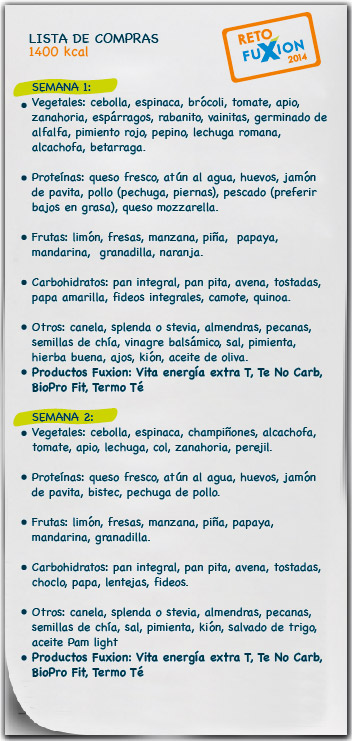 LISTA DE COMPRAS
1400 kcal
RETO
FUXION
2014
SEMANA 1:
Vegetales: cebolla, espinaca, brócoli, tomate, apio,
zanahoria, espárragos, rabanito, vainitas, germinado de
alfalfa, pimiento rojo, pepino, lechuga romana,
alcachofa, betarraga.
Proteínas: queso fresco, atún al agua, huevos, jamón
de pavita, pollo (pechuga, piernas), pescado (preferir
bajos en grasa), queso mozzarella.
Frutas: limón, fresas, manzana, piña, papaya,
mandarina, granadilla, naranja.
Carbohidratos: pan integral, pan pita, avena, tostadas,
papa amarilla, fideos integrales, camote, quinoa.
Otros: canela, splenda o stevia, almendras, pecanas,
semillas de chía, vinagre balsámico, sal, pimienta,
hierba buena, ajos, kión, aceite de oliva.
Productos Fuxion: Vita energía extra T, Te No Carb,
BioPro Fit, Termo Té
SEMANA 2:
Vegetales: cebolla, espinaca, champiñones, alcachofa,
tomate, apio, lechuga, col, zanahoria, perejil.
Proteínas: queso fresco, atún al agua, huevos, jamón
de pavita, bistec, pechuga de pollo.
Frutas: limón, fresas, manzana, piña, papaya,
mandarina, granadilla.
Carbohidratos: pan integral, pan pita, avena, tostadas,
choclo, papa, lentejas, fideos.
Otros: canela, splenda o stevia, almendras, pecanas,
semillas de chía, sal, pimienta, kión, salvado de trigo,
aceite Pam light
Productos Fuxion: Vita energía extra T, Te No Carb,
BioPro Fit, Termo Té